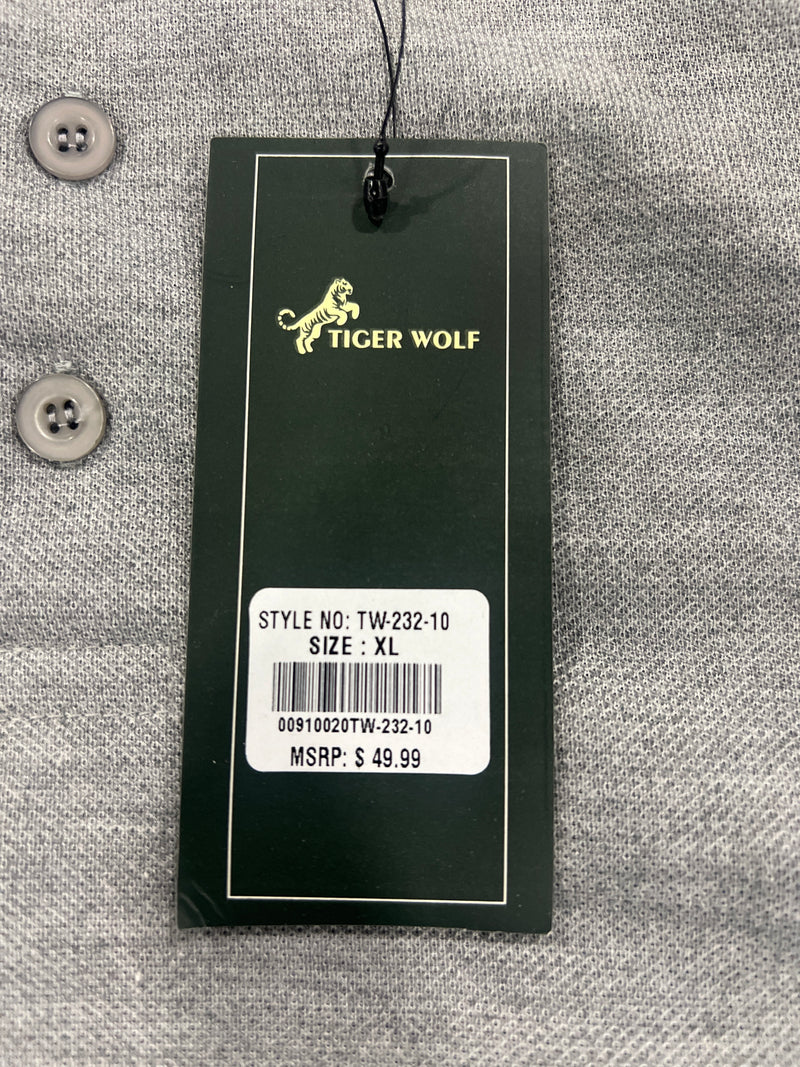 TIGER WOLF
STYLE NO: TW-232-10
SIZE : XL
00910020TW-232-10
MSRP: $ 49.99